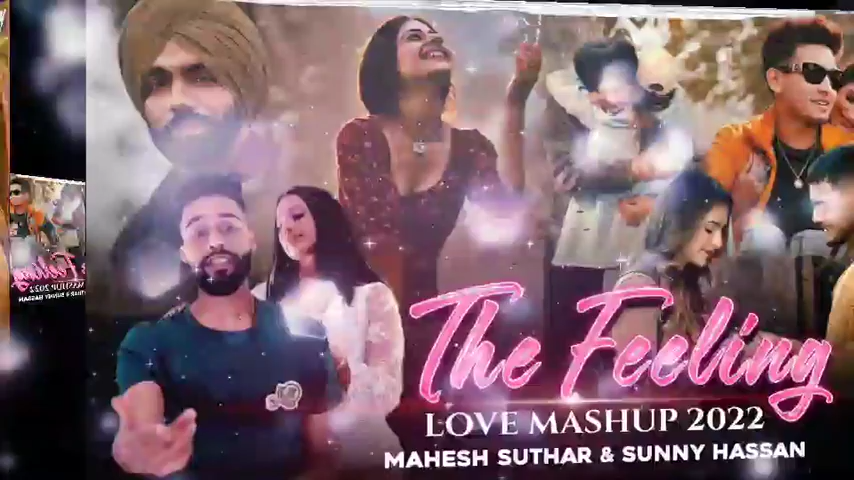 The Feeling
LOVE MASHUP 2022
MAHESH SUTHAR & SUNNY HASSAN